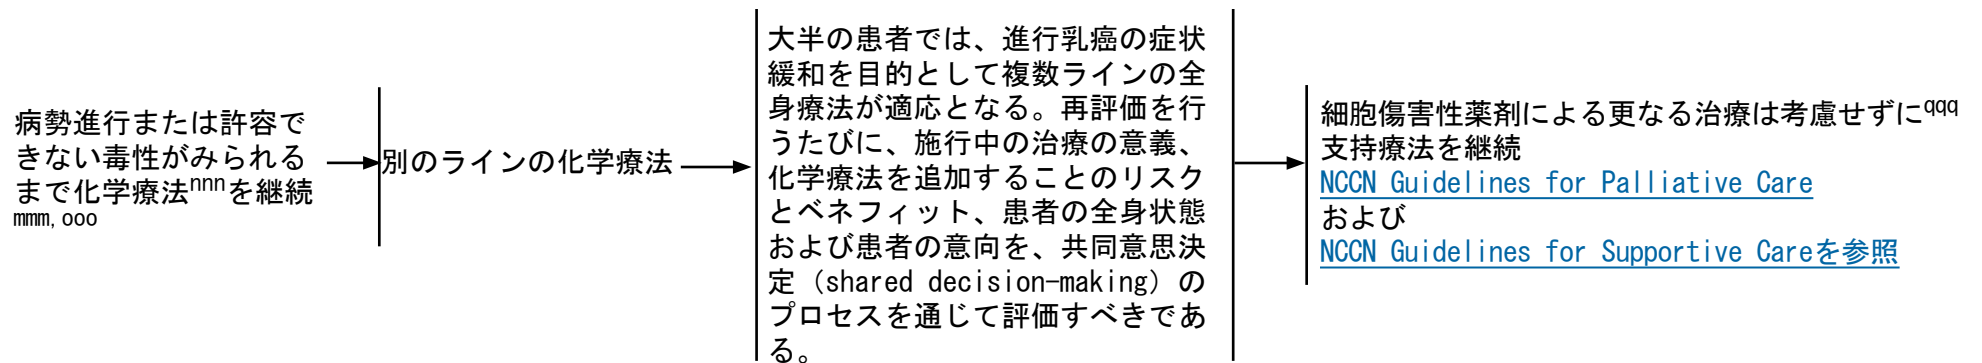 病勢進行または許容で
きない毒性がみられる
まで化学療法nnnを継続
mmm, ooo
別のラインの化学療法
大半の患者では、進行乳癌の症状
緩和を目的として複数ラインの全
身療法が適応となる。再評価を行
うたびに、施行中の治療の意義、
化学療法を追加することのリスク
とベネフィット、患者の全身状態
および患者の意向を、共同意思決
定（shared decision-making）の
プロセスを通じて評価すべきであ
る。
細胞傷害性薬剤による更なる治療は考慮せずにqqq
支持療法を継続
NCCN Guidelines for Palliative Care
および
NCCN Guidelines for Supportive Careを参照